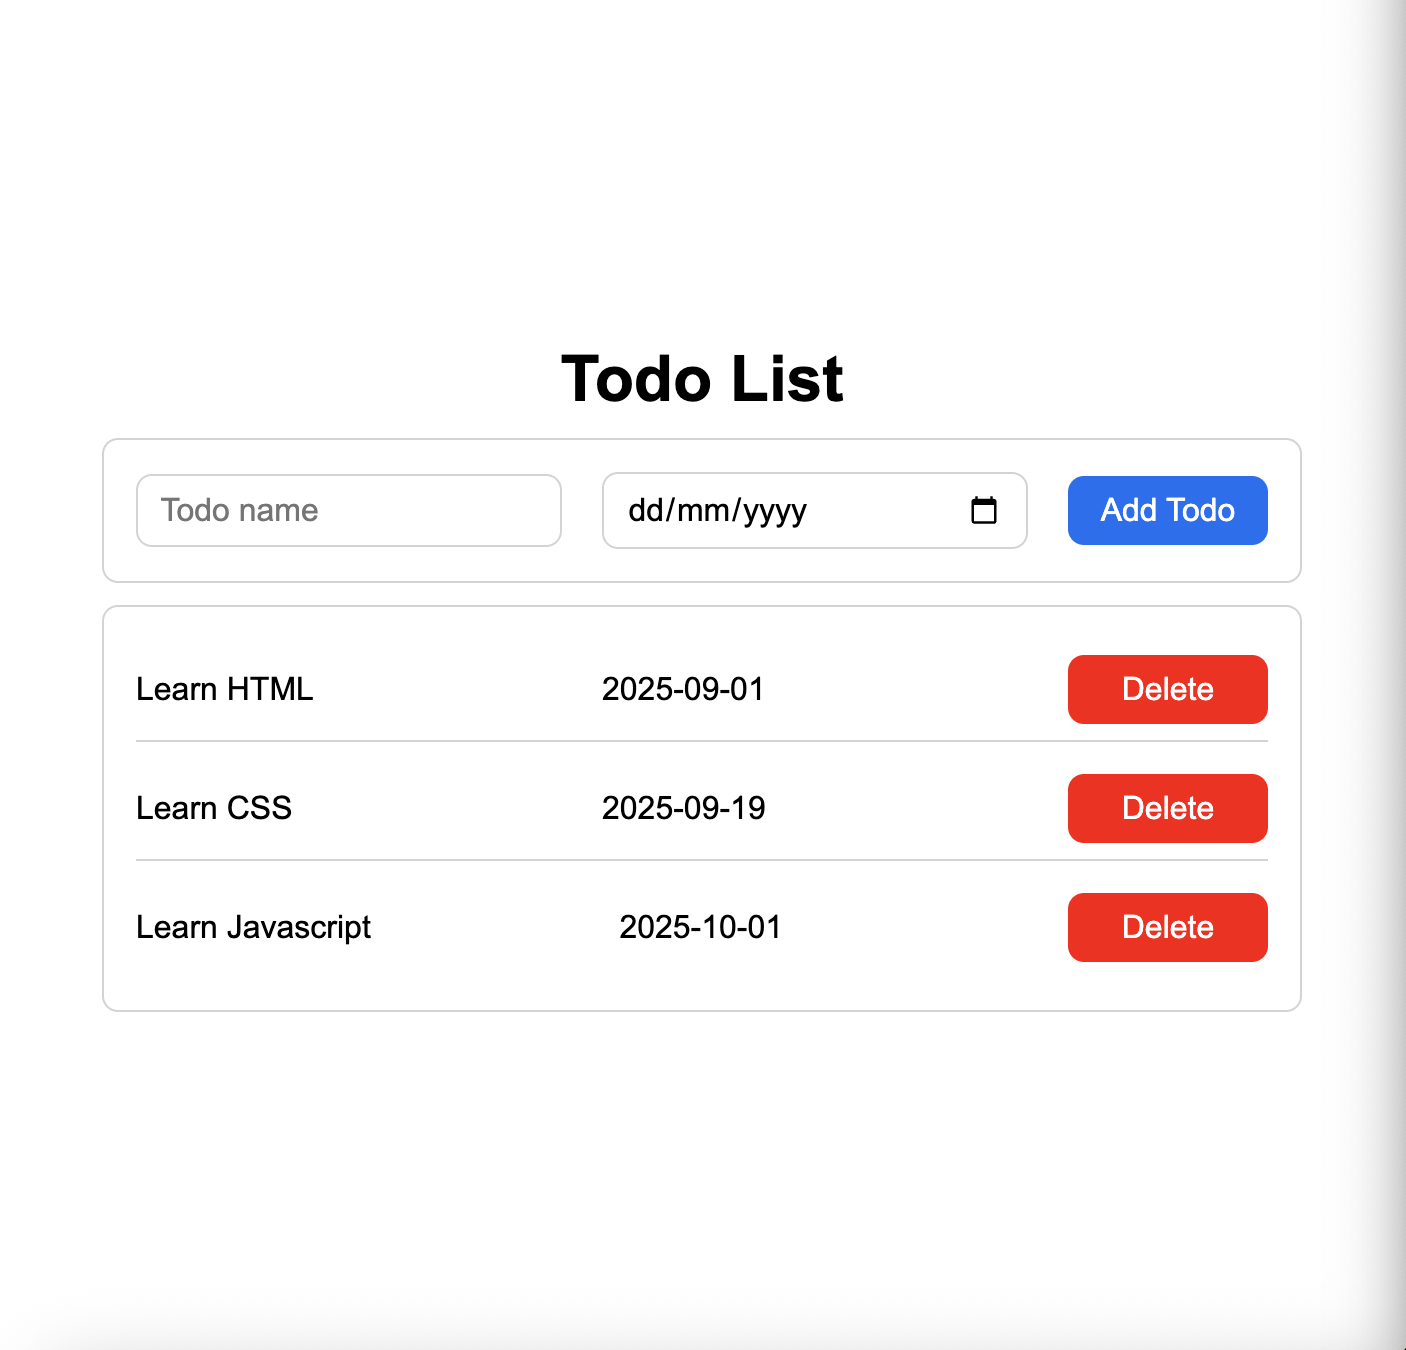 Todo List
Todo name dd/mm/yyyy Add Todo
Learn HTML 2025-09-01 Delete
Learn CSS 2025-09-19 Delete
Learn Javascript 2025-10-01 Delete